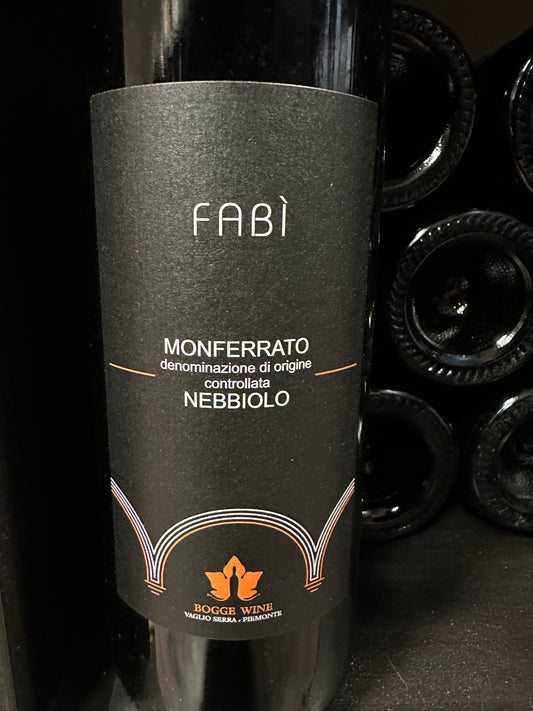 FABÌ
MONFERRATO
denominazione di origine
controllata
NEBBIOLO
BOGGE WINE
VAGLIO SERRA - PIEMONTE